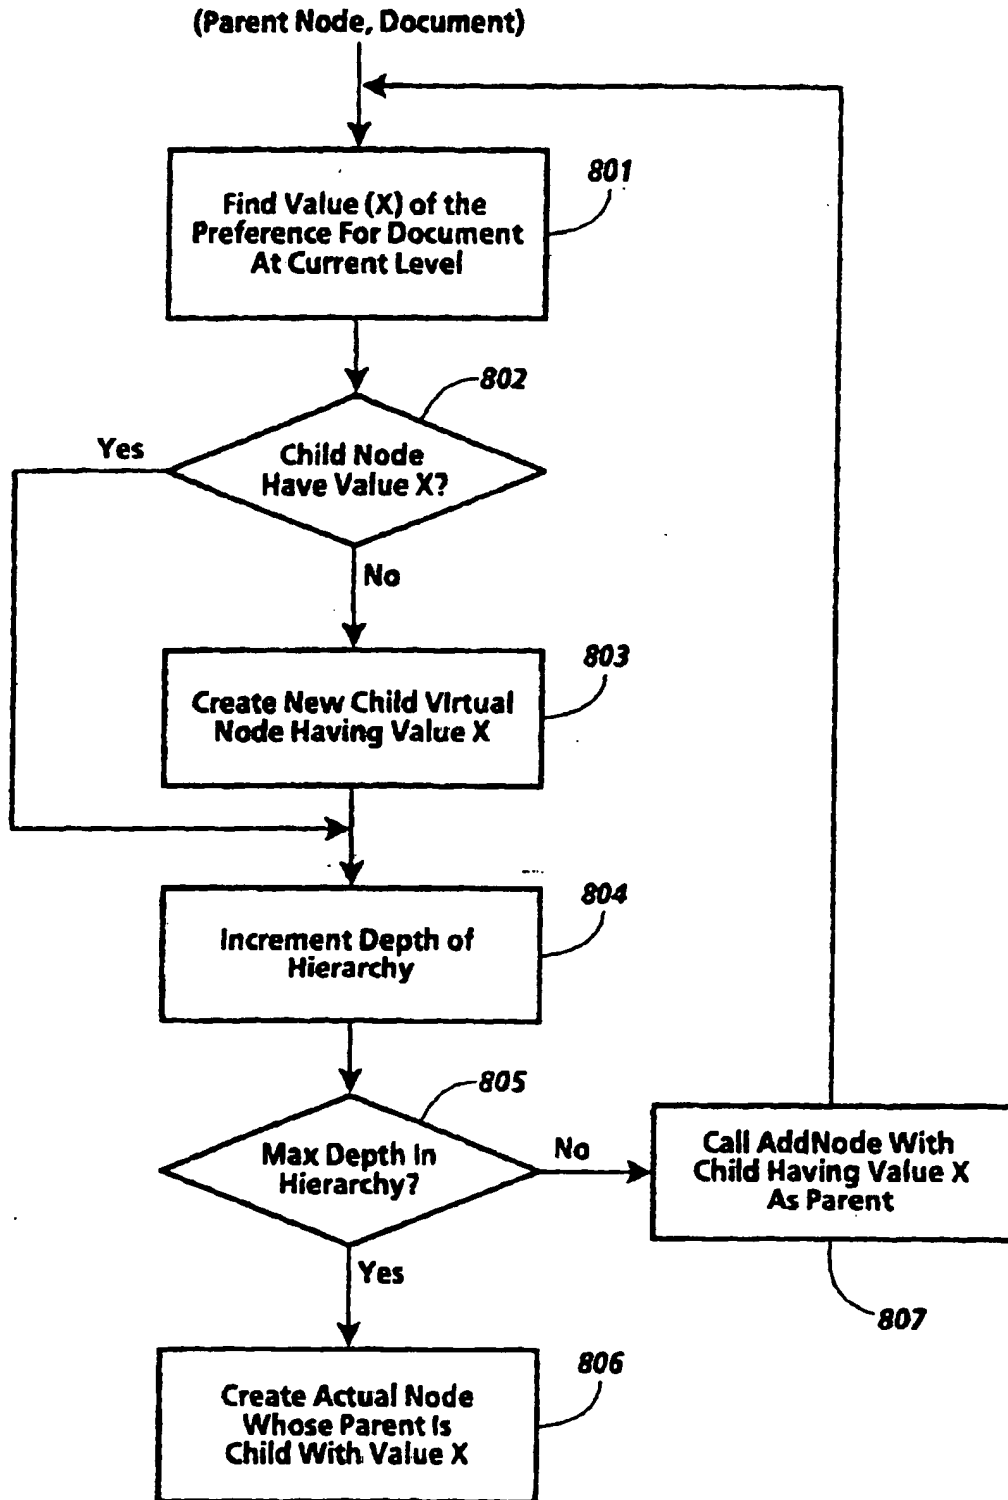 (Parent Node, Document)
801
Find Value (X) of the
Preference For Document
At Current Level
802
Yes
Child Node
Have Value X?
No
803
Create New Child Virtual
Node Having Value X
804
Increment Depth of
Hierarchy
805
Max Depth In
Hierarchy?
No
Call AddNode With
Child Having Value X
As Parent
Yes
807
806
Create Actual Node
Whose Parent Is
Child With Value X